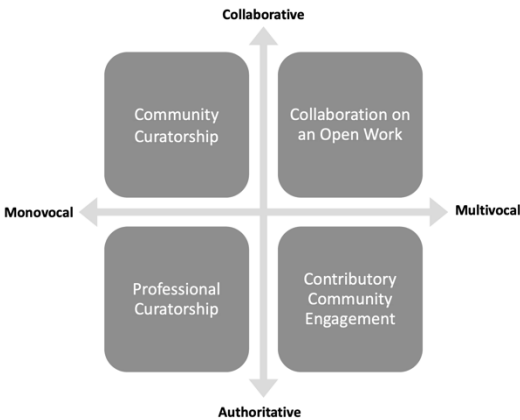 Collaborative
Community
Curatorship
Collaboration on
an Open Work
Monovocal
Multivocal
Professional
Curatorship
Contributory
Community
Engagement
Authoritative